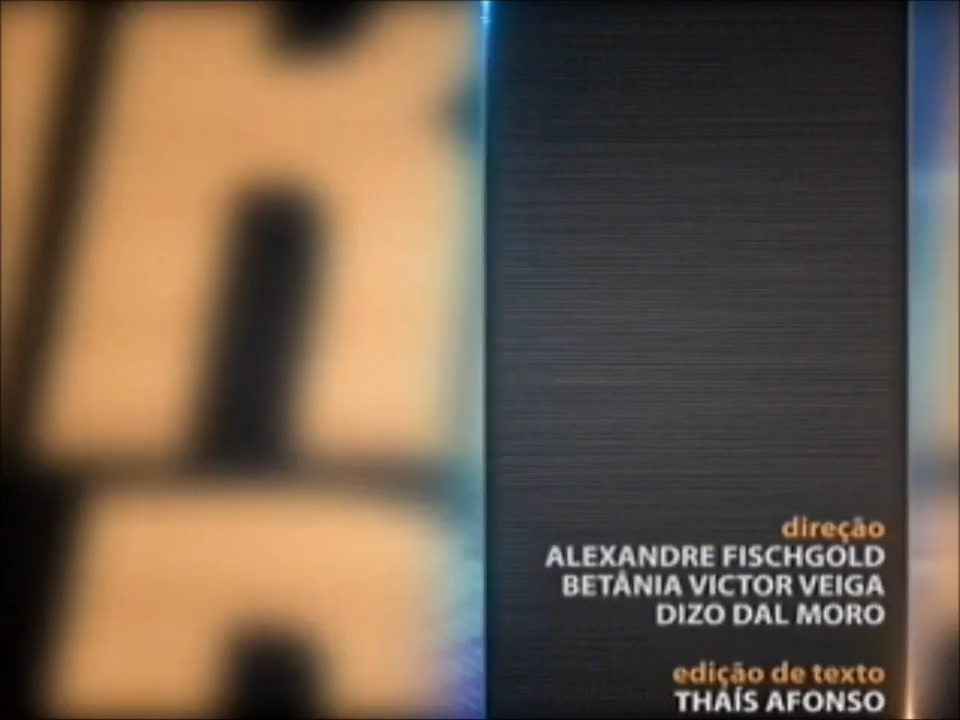 direção
ALEXANDRE FISCHGOLD
BETÂNIA VICTOR VEIGA
DIZO DAL MORO
edição de texto
THAÍS AFONSO